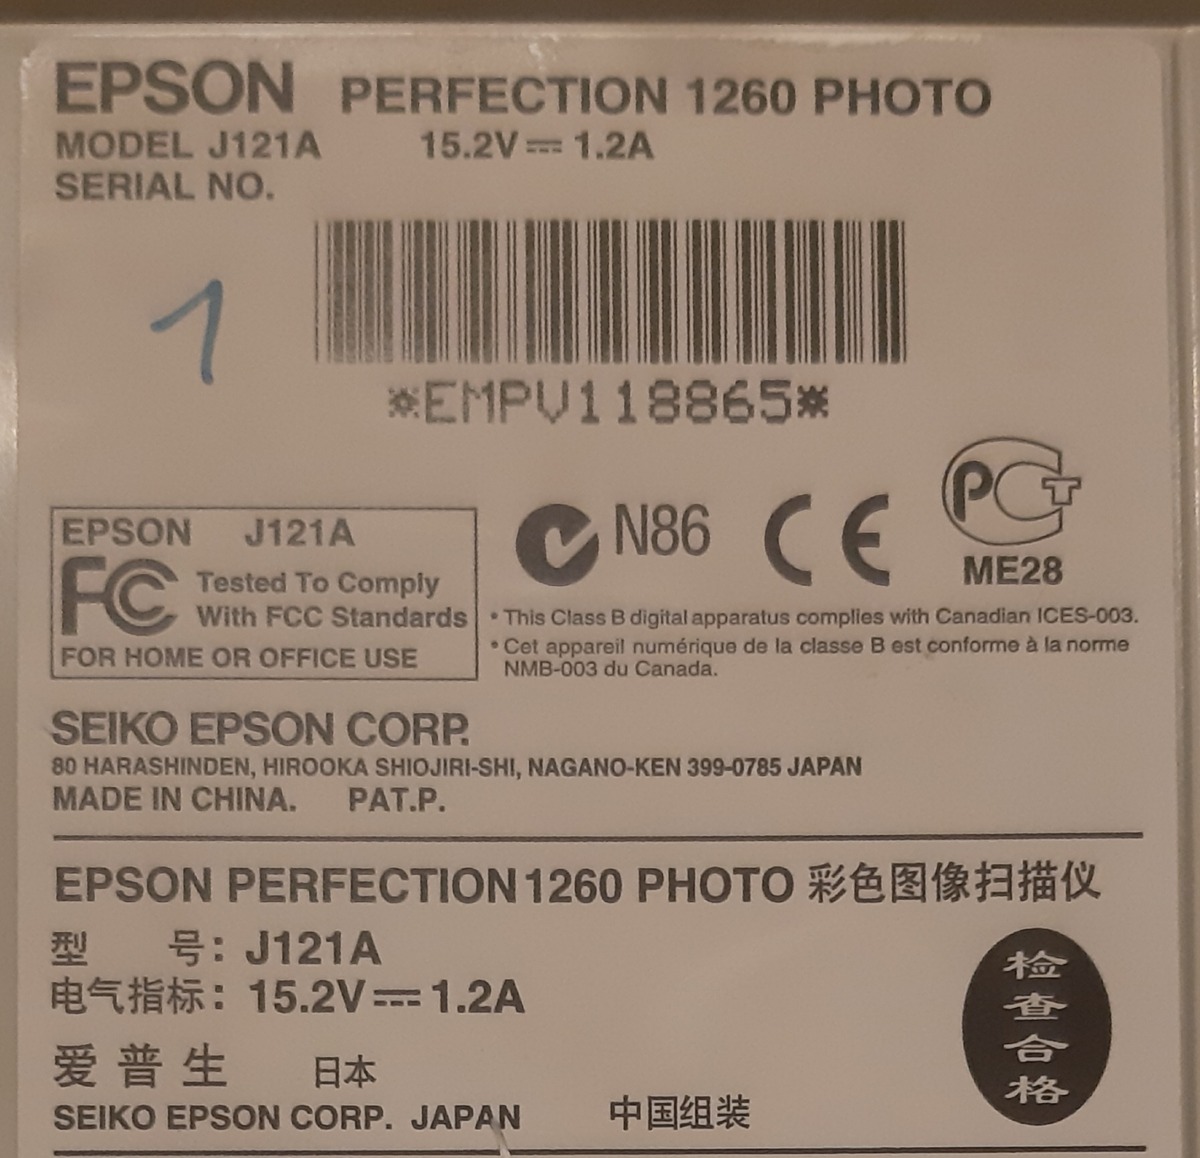 EPSON PERFECTION 1260 PHOTO
MODEL J121A 15.2V⎓1.2A
SERIAL NO.
1
*EMPV118865*
EPSON J121A
FC Tested To Comply
With FCC Standards
FOR HOME OR OFFICE USE
N86
CE
PCT
ME28
• This Class B digital apparatus complies with Canadian ICES-003.
• Cet appareil numérique de la classe B est conforme à la norme
NMB-003 du Canada.
SEIKO EPSON CORP.
80 HARASHINDEN, HIROOKA SHIOJIRI-SHI, NAGANO-KEN 399-0785 JAPAN
MADE IN CHINA. PAT.P.
EPSON PERFECTION 1260 PHOTO 彩色图像扫描仪
型 号: J121A
电气指标: 15.2V⎓1.2A
爱普生 日本
SEIKO EPSON CORP. JAPAN 中国组装
检
查
合
格